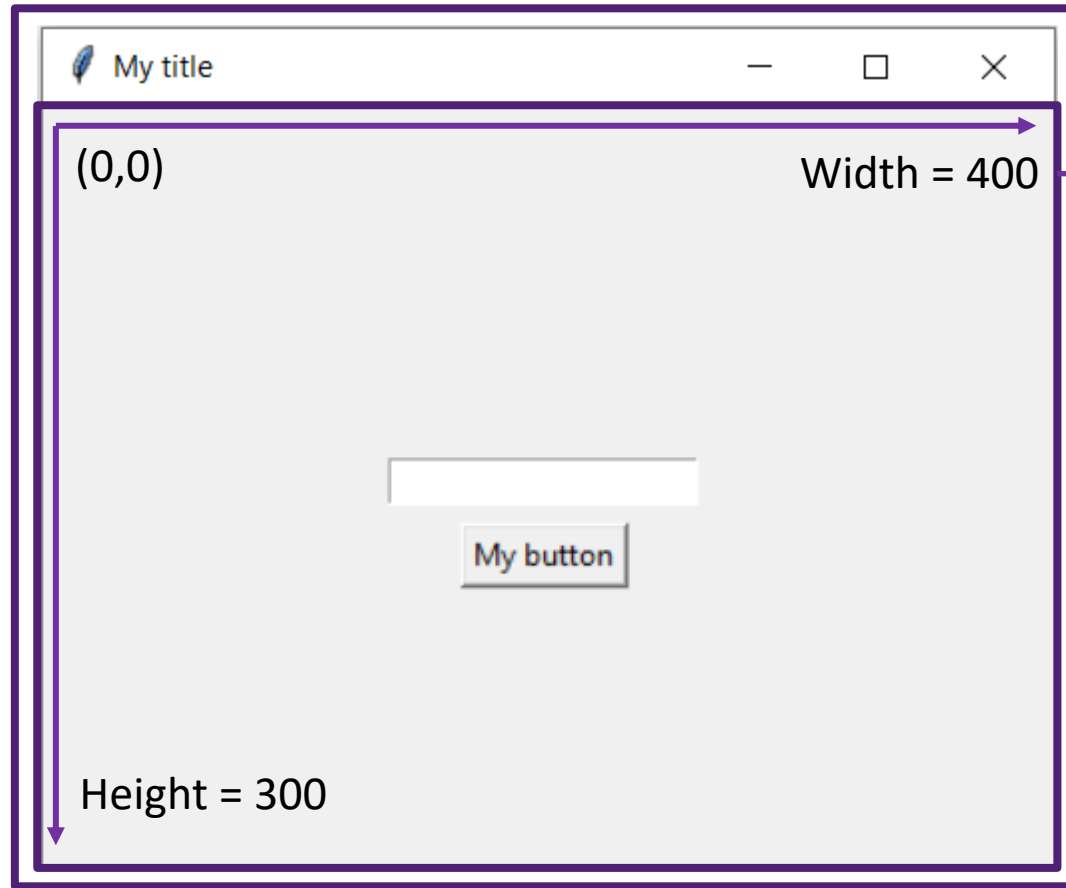 My title
(0,0)
Width = 400
My button
Height = 300